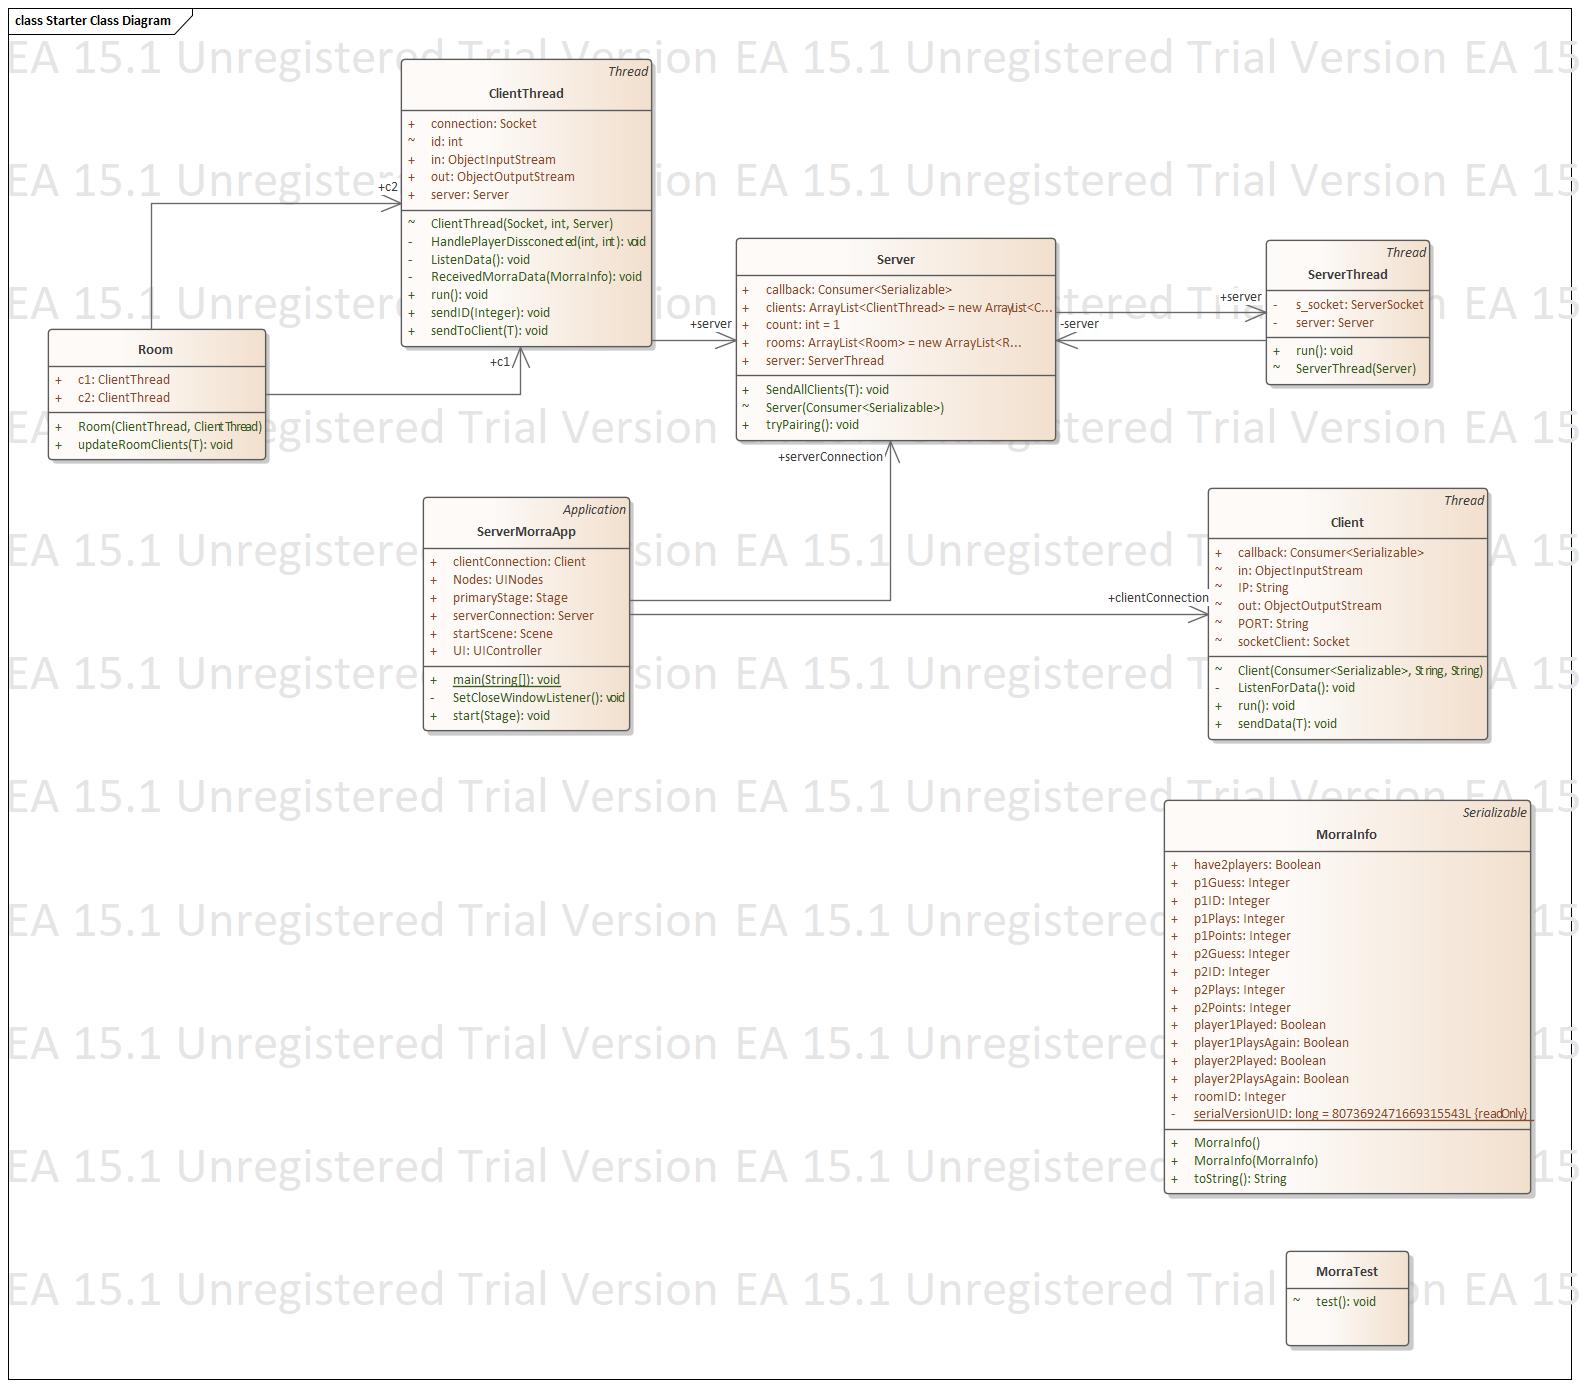 class Starter Class Diagram
EA 15.1 Unregistered Trial Version EA 15.1 Unregistered Trial Version EA 15
Thread
ClientThread
+ connection: Socket
~ id: int
+ in: ObjectInputStream
+ out: ObjectOutputStream
+ server: Server
~ ClientThread(Socket, int, Server)
- HandlePlayerDissconected(int, int): void
- ListenData(): void
- ReceivedMorraData(MorraInfo): void
+ run(): void
+ sendID(Integer): void
+ sendToClient(T): void
+c2
+c1
+server
Room
+ c1: ClientThread
+ c2: ClientThread
+ Room(ClientThread, ClientThread)
+ updateRoomClients(T): void
Server
+ callback: Consumer<Serializable>
+ clients: ArrayList<ClientThread> = new ArrayList<C...
+ count: int = 1
+ rooms: ArrayList<Room> = new ArrayList<R...
+ server: ServerThread
+ SendAllClients(T): void
~ Server(Consumer<Serializable>)
+ tryPairing(): void
+server
-server
Thread
ServerThread
- s_socket: ServerSocket
- server: Server
+ run(): void
~ ServerThread(Server)
+serverConnection
Application
ServerMorraApp
+ clientConnection: Client
+ Nodes: UINodes
+ primaryStage: Stage
+ serverConnection: Server
+ startScene: Scene
+ UI: UIController
+ main(String[]): void
- SetCloseWindowListener(): void
+ start(Stage): void
+clientConnection
Thread
Client
+ callback: Consumer<Serializable>
~ in: ObjectInputStream
~ IP: String
~ out: ObjectOutputStream
~ PORT: String
~ socketClient: Socket
~ Client(Consumer<Serializable>, String, String)
- ListenForData(): void
+ run(): void
+ sendData(T): void
Serializable
MorraInfo
+ have2players: Boolean
+ p1Guess: Integer
+ p1ID: Integer
+ p1Plays: Integer
+ p1Points: Integer
+ p2Guess: Integer
+ p2ID: Integer
+ p2Plays: Integer
+ p2Points: Integer
+ player1Played: Boolean
+ player1PlaysAgain: Boolean
+ player2Played: Boolean
+ player2PlaysAgain: Boolean
+ roomID: Integer
- serialVersionUID: long = 8073692471669315543L {readOnly}
+ MorraInfo()
+ MorraInfo(MorraInfo)
+ toString(): String
MorraTest
~ test(): void